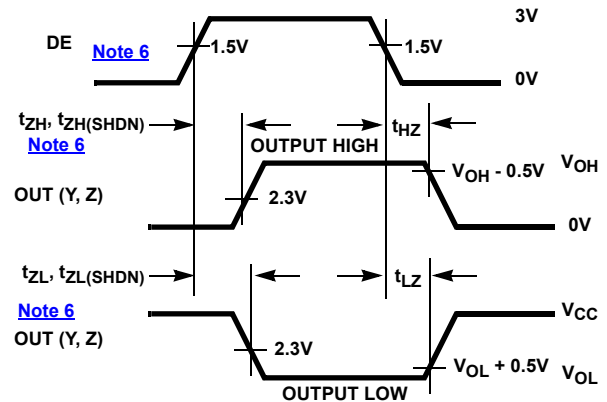 3V
DE Note 6 1.5V 1.5V
0V
tZH, tZH(SHDN) tHZ
Note 6 OUTPUT HIGH
VOH - 0.5V VOH
OUT (Y, Z) 2.3V
0V
tZL, tZL(SHDN) tLZ
Note 6 VCC
OUT (Y, Z) 2.3V
VOL + 0.5V VOL
OUTPUT LOW